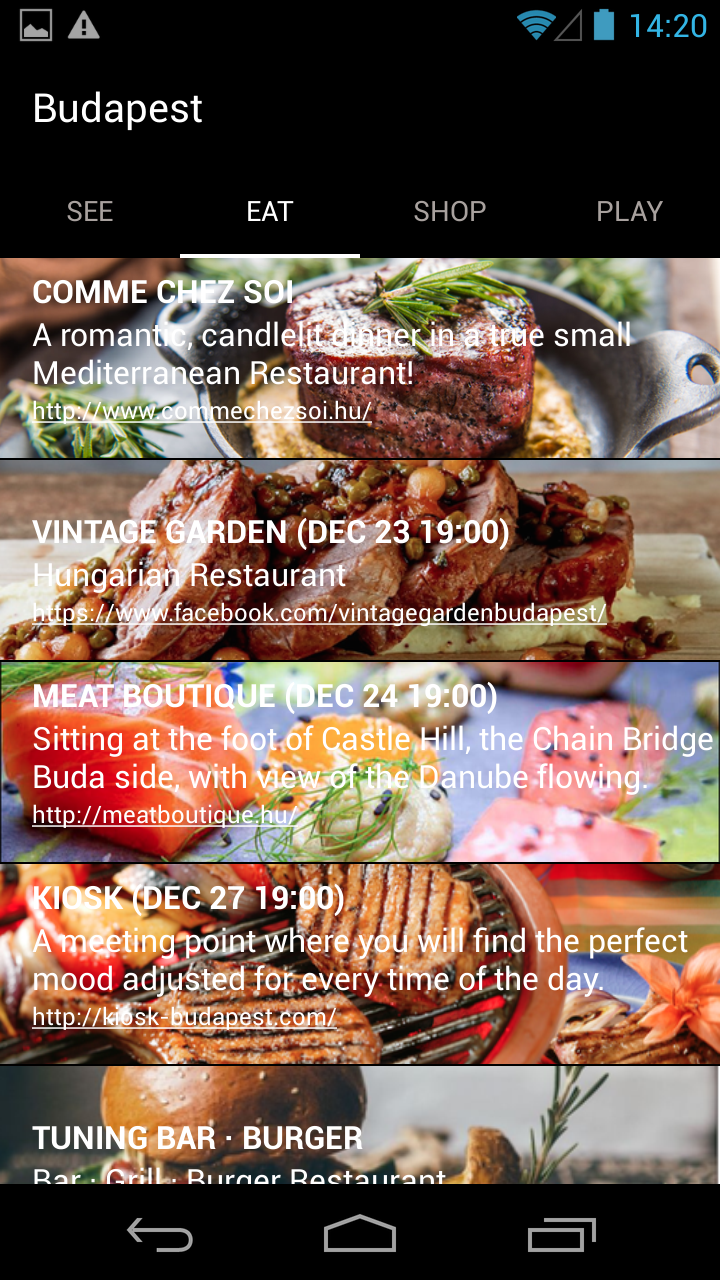 14:20
Budapest
SEE EAT SHOP PLAY
COMME CHEZ SOI
A romantic, candlelit dinner in a true small
Mediterranean Restaurant!
http://www.commechezsoi.hu/
VINTAGE GARDEN (DEC 23 19:00)
Hungarian Restaurant
https://www.facebook.com/vintagegardenbudapest/
MEAT BOUTIQUE (DEC 24 19:00)
Sitting at the foot of Castle Hill, the Chain Bridge
Buda side, with view of the Danube flowing.
http://meatboutique.hu/
KIOSK (DEC 27 19:00)
A meeting point where you will find the perfect
mood adjusted for every time of the day.
http://kiosk-budapest.com/
TUNING BAR · BURGER
Bar · Grill · Burger Restaurant